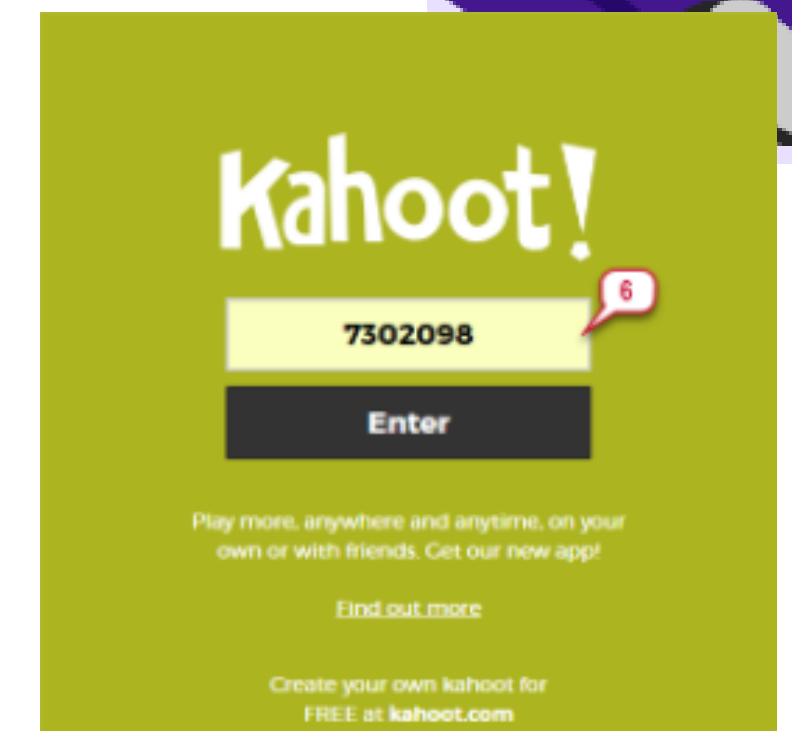 Kahoot!
6
7302098
Enter
Play more, anywhere and anytime, on your
own or with friends. Get our new app!
Find out more
Create your own kahoot for
FREE at kahoot.com